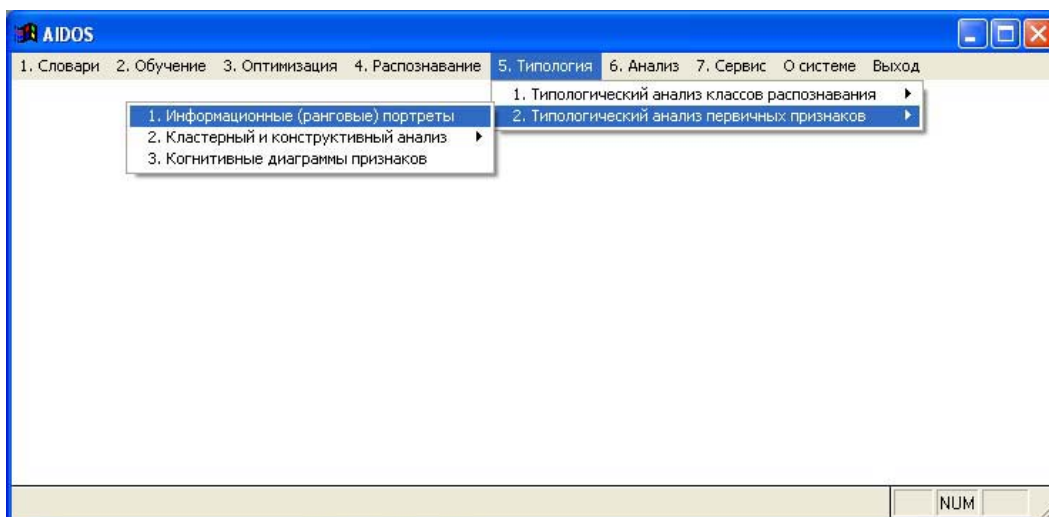 AIDOS
1. Словари 2. Обучение 3. Оптимизация 4. Распознавание 5. Типология 6. Анализ 7. Сервис О системе Выход
1. Типологический анализ классов распознавания
2. Типологический анализ первичных признаков
1. Информационные (ранговые) портреты
2. Кластерный и конструктивный анализ
3. Когнитивные диаграммы признаков
NUM